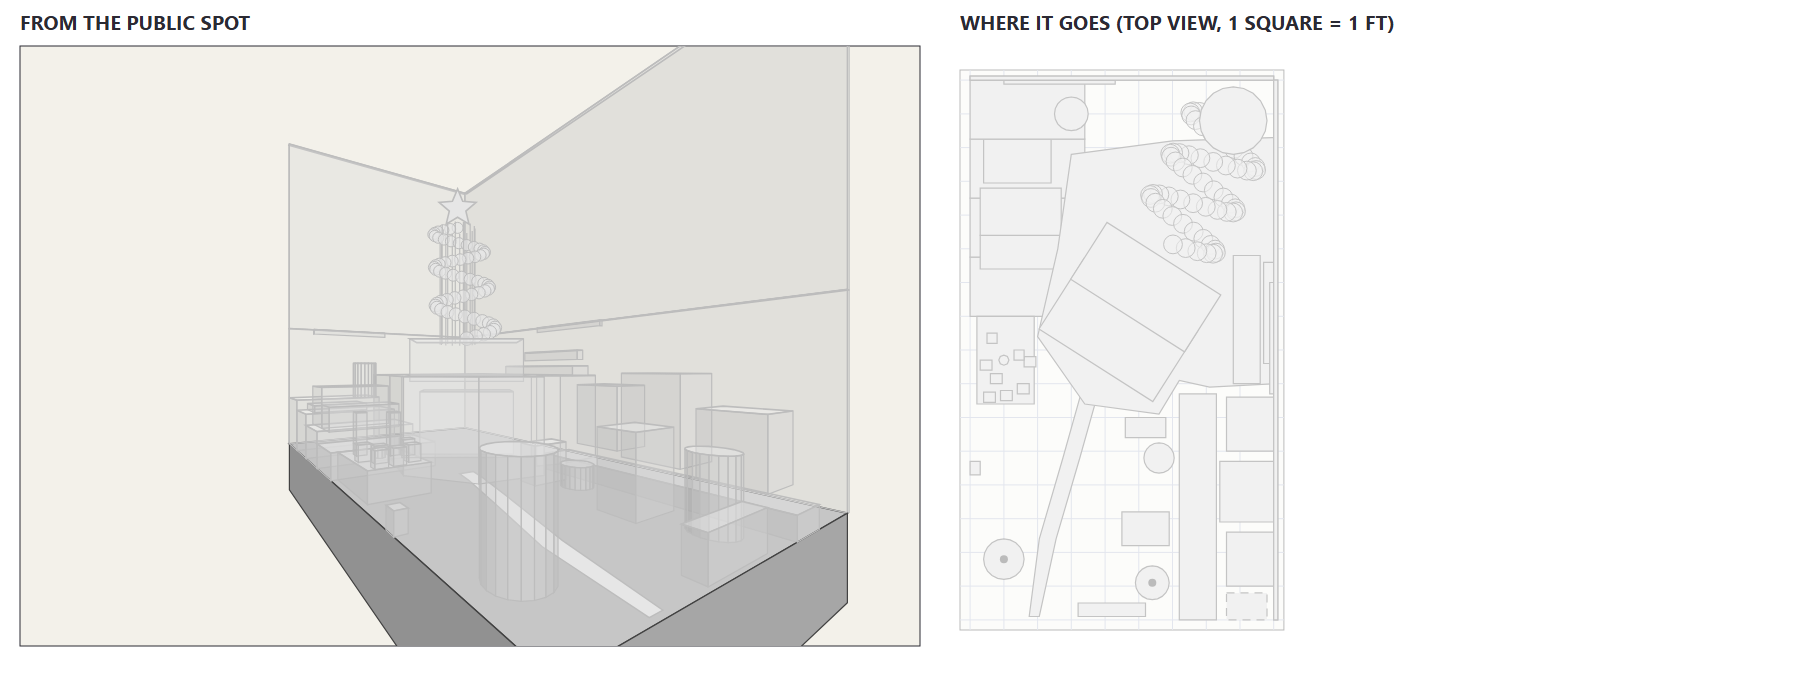 FROM THE PUBLIC SPOT
WHERE IT GOES (TOP VIEW, 1 SQUARE = 1 FT)